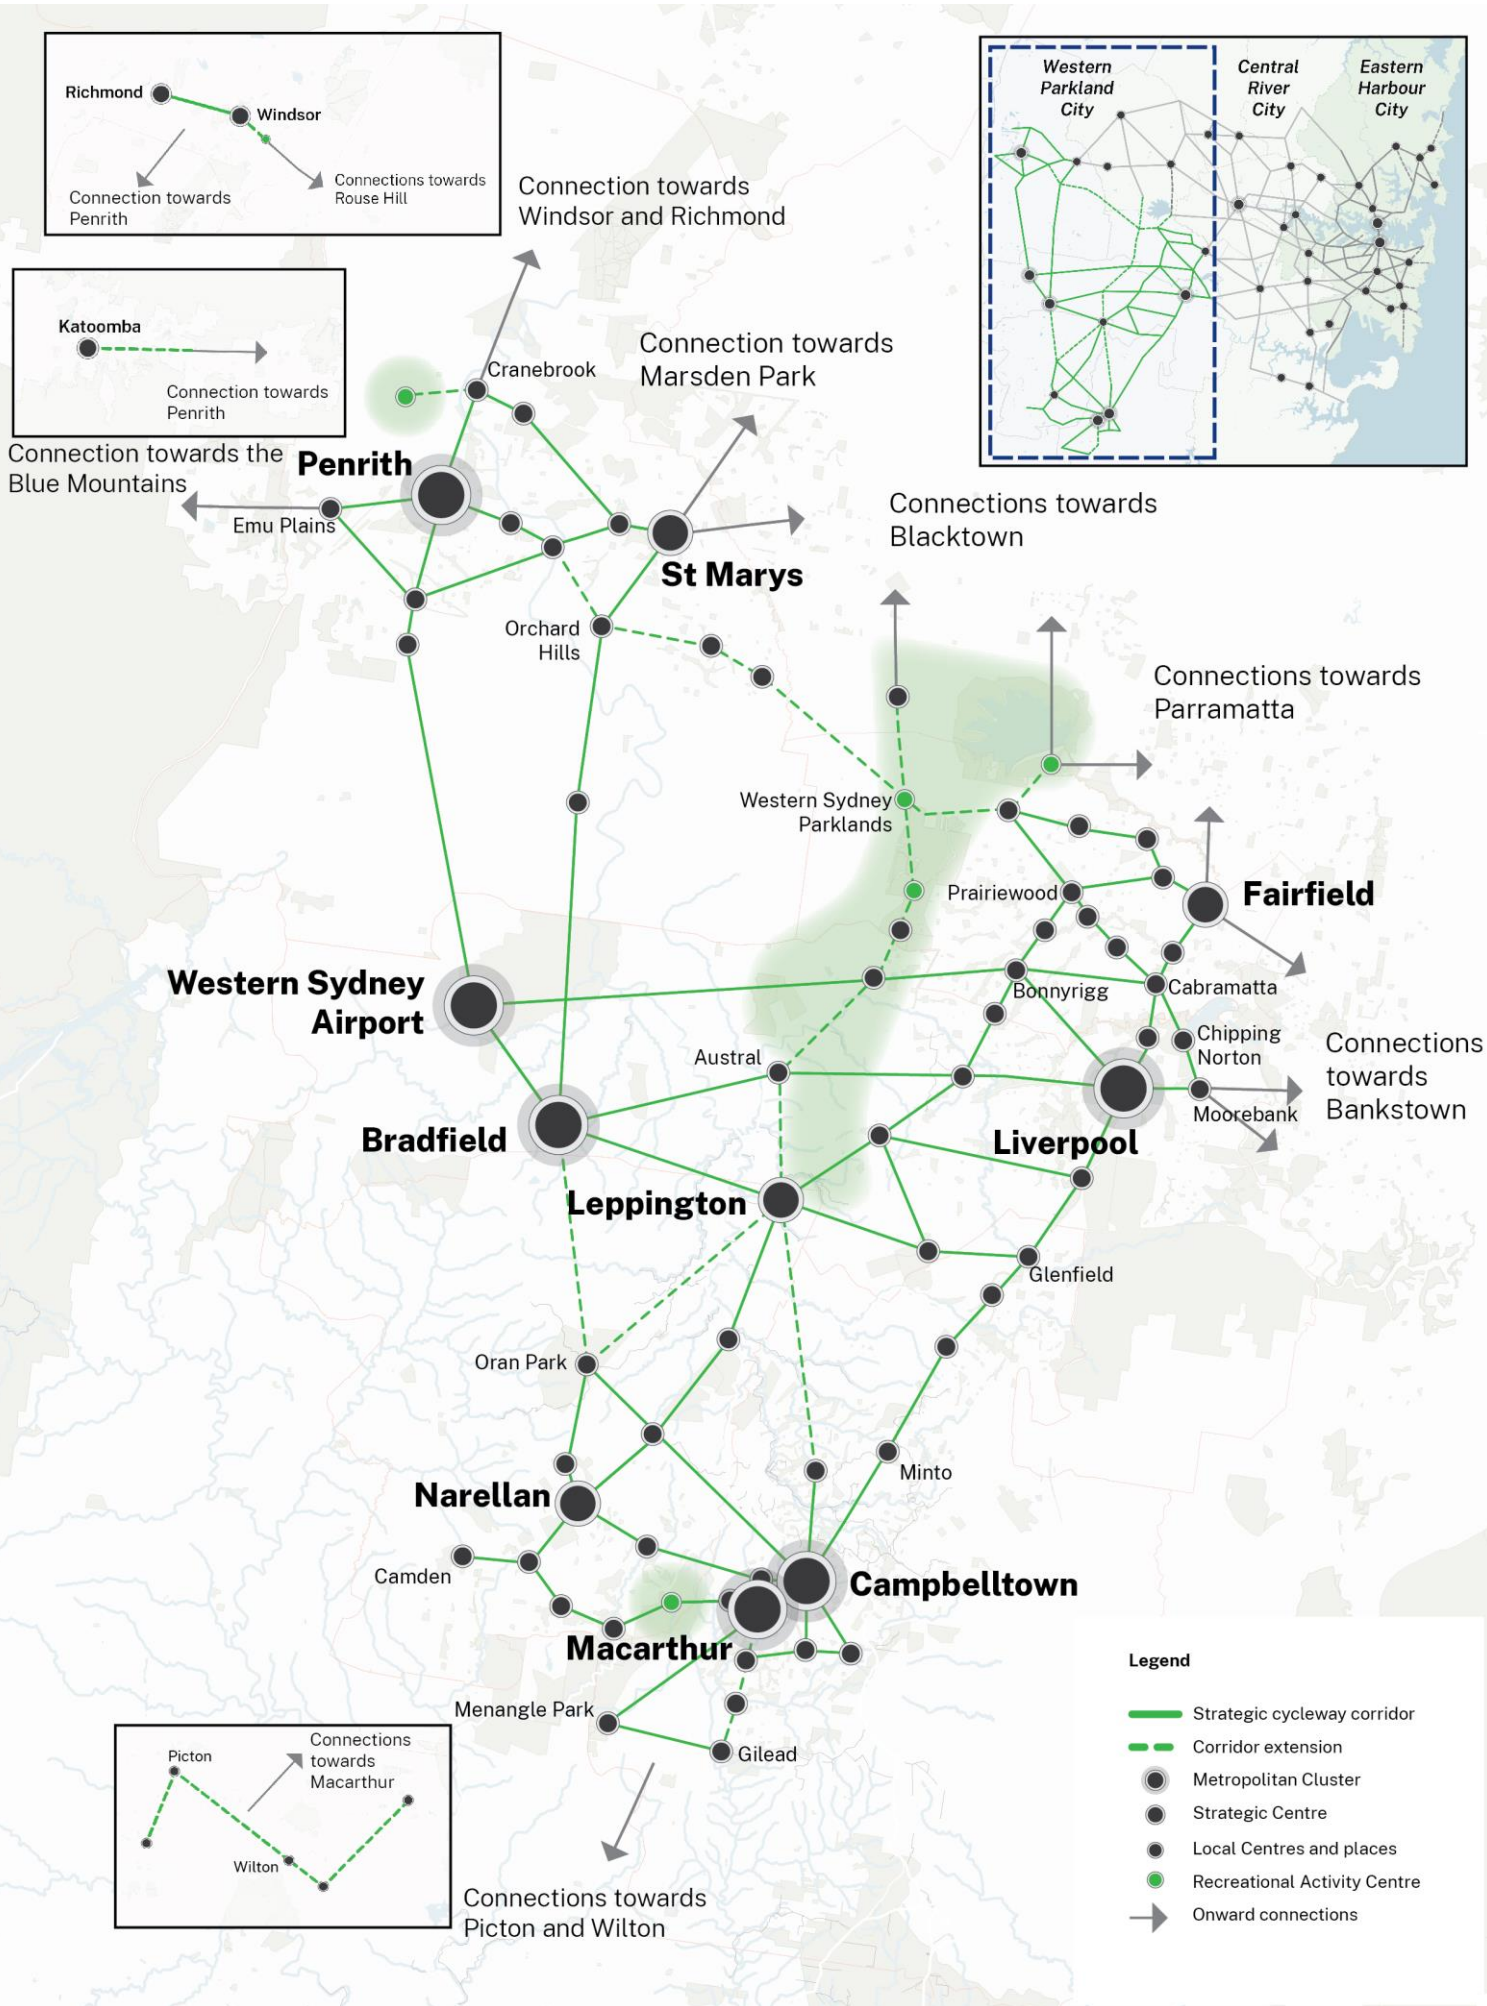 Richmond
Windsor
Connection towards
Penrith
Connections towards
Rouse Hill
Katoomba
Connection towards
Penrith
Western
Parkland
City
Central
River
City
Eastern
Harbour
City
Connection towards
Windsor and Richmond
Connection towards
Marsden Park
Cranebrook
Connection towards the
Blue Mountains
Penrith
Emu Plains
St Marys
Connections towards
Blacktown
Orchard
Hills
Connections towards
Parramatta
Western Sydney
Parklands
Prairiewood
Fairfield
Western Sydney
Airport
Bonnyrigg
Cabramatta
Chipping
Norton
Connections
towards
Bankstown
Austral
Moorebank
Bradfield
Liverpool
Leppington
Glenfield
Oran Park
Minto
Narellan
Camden
Campbelltown
Macarthur
Menangle Park
Gilead
Picton
Connections
towards
Macarthur
Wilton
Connections towards
Picton and Wilton
Legend
Strategic cycleway corridor
Corridor extension
Metropolitan Cluster
Strategic Centre
Local Centres and places
Recreational Activity Centre
Onward connections